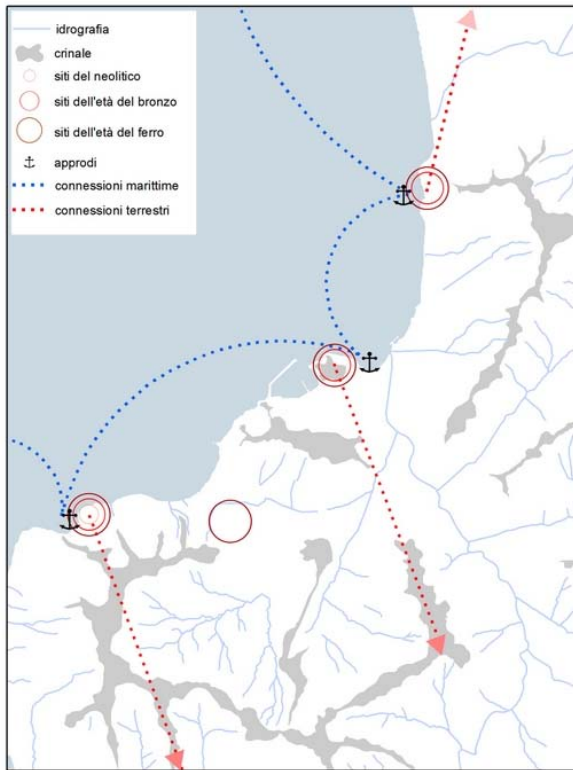 idrografia
crinale
siti del neolitico
siti dell'età del bronzo
siti dell'età del ferro
approdi
connessioni marittime
connessioni terrestri